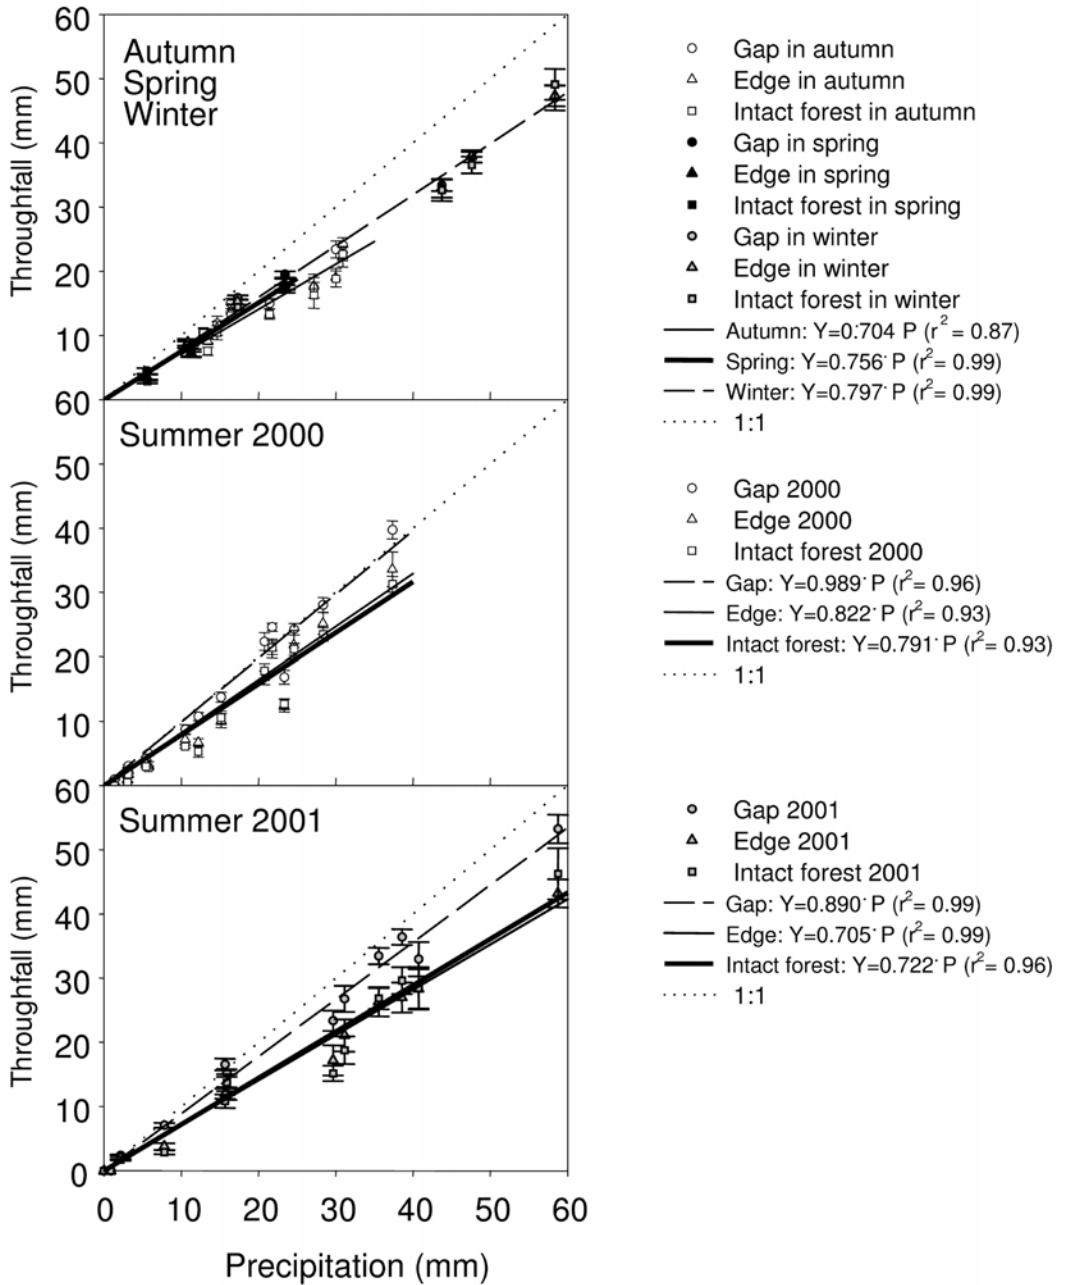 60
Autumn
Spring
Winter
50
40
30
20
10
Throughfall (mm)
Gap in autumn
Edge in autumn
Intact forest in autumn
Gap in spring
Edge in spring
Intact forest in spring
Gap in winter
Edge in winter
Intact forest in winter
Autumn: Y=0.704 P (r² = 0.87)
Spring: Y=0.756· P (r²= 0.99)
Winter: Y=0.797· P (r²= 0.99)
1:1
60
Summer 2000
50
40
30
20
10
Throughfall (mm)
Gap 2000
Edge 2000
Intact forest 2000
Gap: Y=0.989· P (r²= 0.96)
Edge: Y=0.822· P (r²= 0.93)
Intact forest: Y=0.791· P (r²= 0.93)
1:1
60
Summer 2001
50
40
30
20
10
0
Throughfall (mm)
Gap 2001
Edge 2001
Intact forest 2001
Gap: Y=0.890· P (r²= 0.99)
Edge: Y=0.705· P (r²= 0.99)
Intact forest: Y=0.722· P (r²= 0.96)
1:1
0 10 20 30 40 50 60
Precipitation (mm)